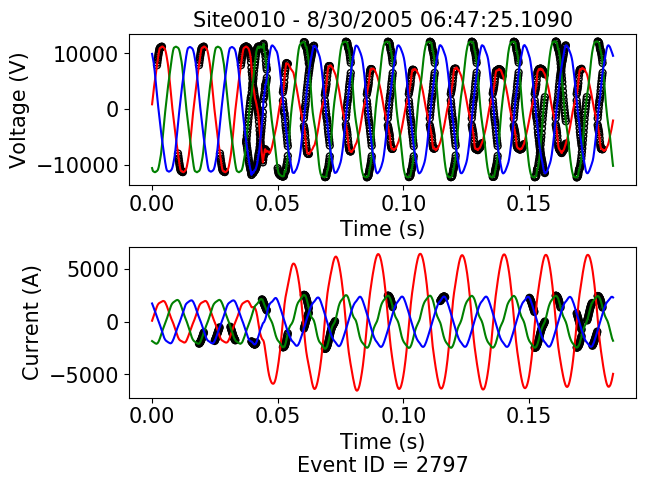 Site0010 - 8/30/2005 06:47:25.1090
Voltage (V)
10000
0
−10000
0.00 0.05 0.10 0.15
Time (s)
Current (A)
5000
0
−5000
0.00 0.05 0.10 0.15
Time (s)
Event ID = 2797